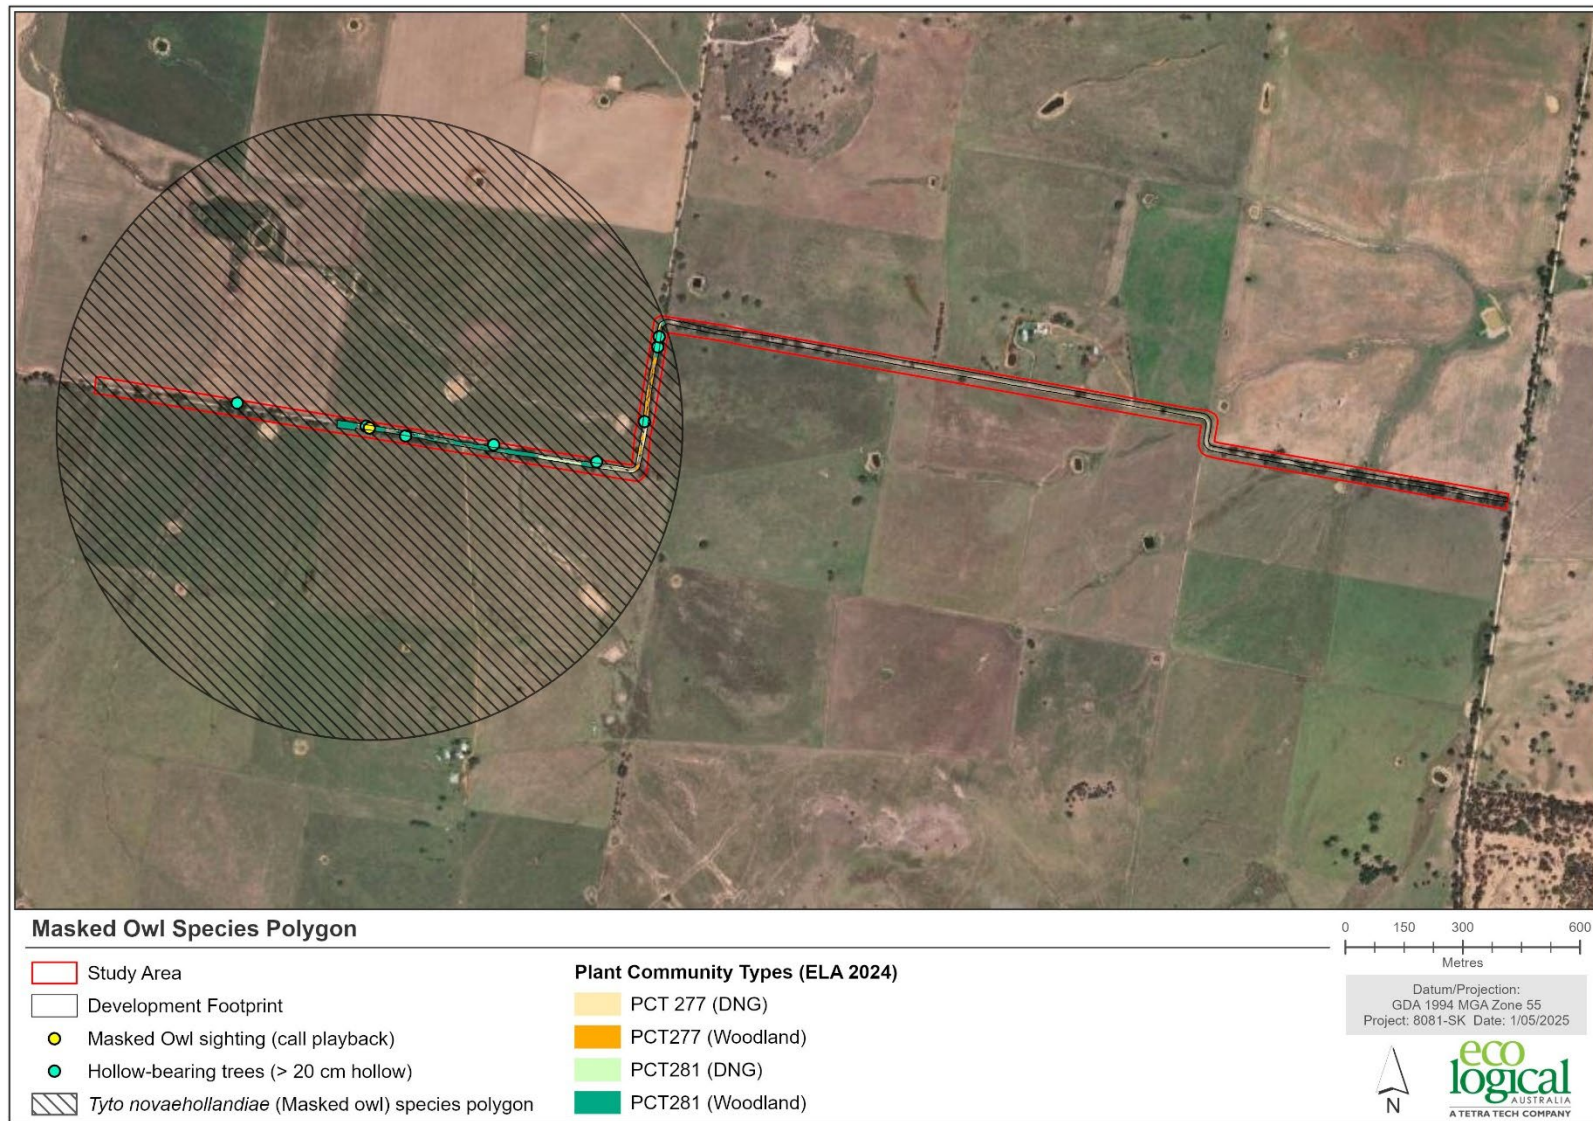 Masked Owl Species Polygon
Study Area
Development Footprint
Masked Owl sighting (call playback)
Hollow-bearing trees (> 20 cm hollow)
Tyto novaehollandiae (Masked owl) species polygon
Plant Community Types (ELA 2024)
PCT 277 (DNG)
PCT277 (Woodland)
PCT281 (DNG)
PCT281 (Woodland)
0 150 300 600
Metres
Datum/Projection:
GDA 1994 MGA Zone 55
Project: 8081-SK Date: 1/05/2025
N
eco
logical
AUSTRALIA
A TETRA TECH COMPANY